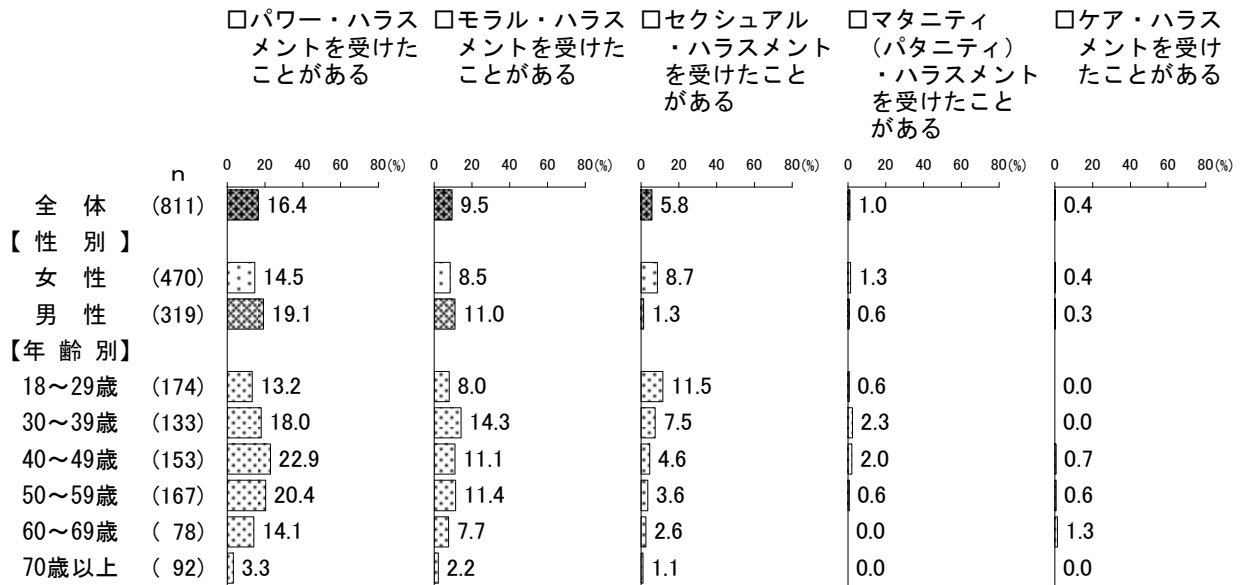 □パワー・ハラス
メントを受けた
ことがある
□モラル・ハラス
メントを受けた
ことがある
□セクシュアル
・ハラスメント
を受けたこと
がある
□マタニティ
(パタニティ)
・ハラスメント
を受けたこと
がある
□ケア・ハラス
メントを受け
たことがある
n 0 20 40 60 80(%) 0 20 40 60 80(%) 0 20 40 60 80(%) 0 20 40 60 80(%) 0 20 40 60 80(%)
全 体 (811) 16.4 9.5 5.8 1.0 0.4
【 性 別 】
女 性 (470) 14.5 8.5 8.7 1.3 0.4
男 性 (319) 19.1 11.0 1.3 0.6 0.3
【年 齢 別】
18～29歳 (174) 13.2 8.0 11.5 0.6 0.0
30～39歳 (133) 18.0 14.3 7.5 2.3 0.0
40～49歳 (153) 22.9 11.1 4.6 2.0 0.7
50～59歳 (167) 20.4 11.4 3.6 0.6 0.6
60～69歳 ( 78) 14.1 7.7 2.6 0.0 1.3
70歳以上 ( 92) 3.3 2.2 1.1 0.0 0.0